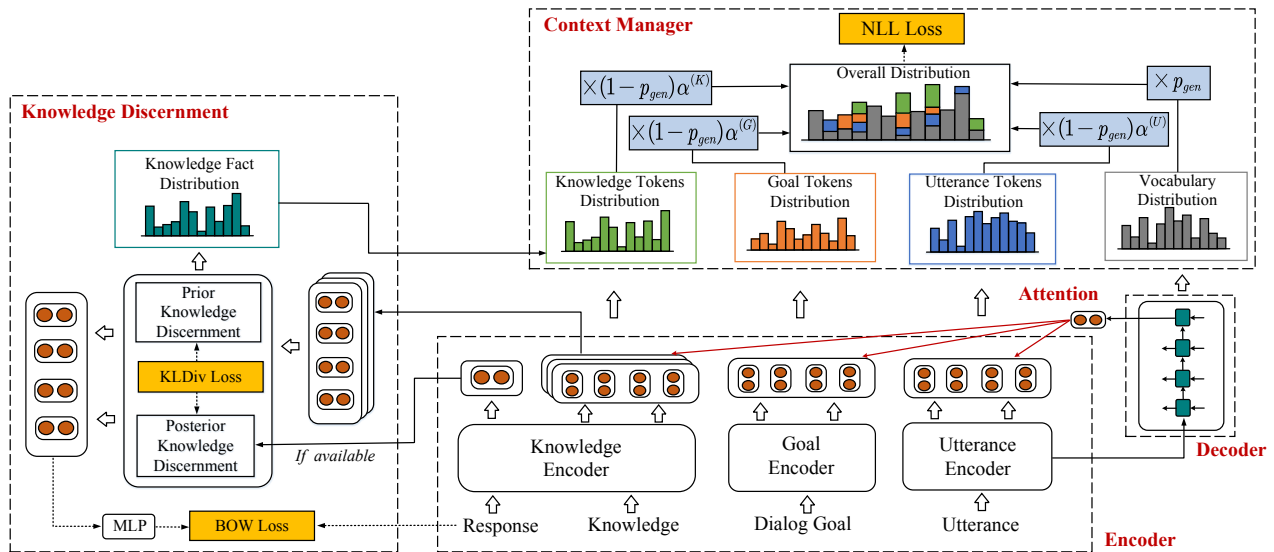 Context Manager
NLL Loss
Overall Distribution
×(1 − p_gen)α^(K)
×(1 − p_gen)α^(G)
× p_gen
×(1 − p_gen)α^(U)
Knowledge Tokens
Distribution
Goal Tokens
Distribution
Utterance Tokens
Distribution
Vocabulary
Distribution
Knowledge Discernment
Knowledge Fact
Distribution
Prior
Knowledge
Discernment
KLDiv Loss
Posterior
Knowledge
Discernment
If available
MLP
BOW Loss
Attention
Knowledge
Encoder
Goal
Encoder
Utterance
Encoder
Response
Knowledge
Dialog Goal
Utterance
Encoder
Decoder